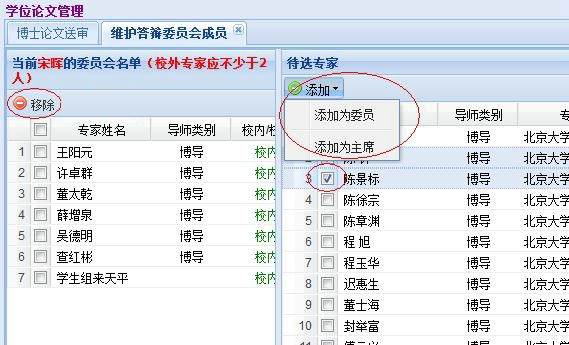 学位论文管理
博士论文送审 维护答辩委员会成员
当前宋晖的委员会名单（校外专家应不少于2人）
移除
专家姓名 导师类别 校内/校
1 王阳元 博导 校内
2 许卓群 博导 校内
3 董太乾 博导 校内
4 薛增泉 博导 校内
5 吴德明 博导 校内
6 查红彬 博导 校内
7 学生组来天平 校内
待选专家
添加
添加为委员
添加为主席
导师类别
博导 北京大学
博导 北京大学
3 陈景标 博导 北京大学
4 陈徐宗 博导 北京大学
5 陈章渊 博导 北京大学
6 程 旭 博导 北京大学
7 程玉华 博导 北京大学
8 迟惠生 博导 北京大学
9 董士海 博导 北京大学
10 封举富 博导 北京大学